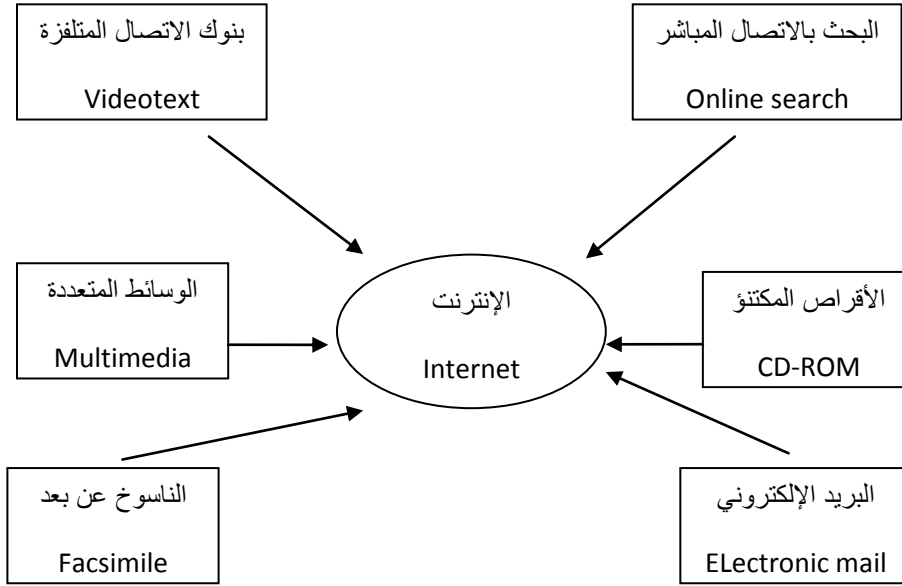 البحث بالاتصال المباشر
Online search
بنوك الاتصال المتلفزة
Videotext
الأقراص المكتنؤ
CD-ROM
الإنترنت
Internet
الوسائط المتعددة
Multimedia
البريد الإلكتروني
ELectronic mail
الناسوخ عن بعد
Facsimile